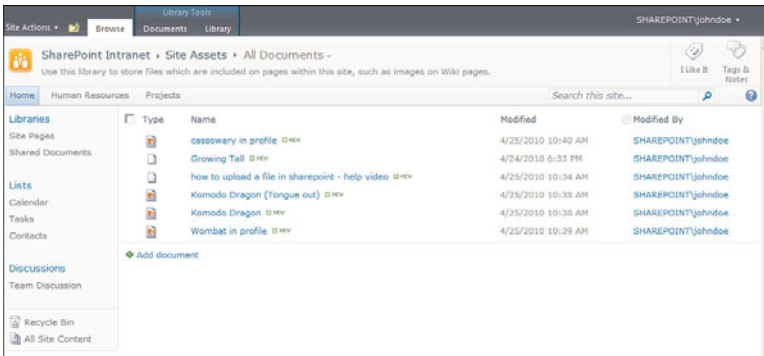 Library Tools
Site Actions Browse Documents Library SHAREPOINT\johndoe
SharePoint Intranet Site Assets All Documents
Use this library to store files which are included on pages within this site, such as images on Wiki pages.
I Like It Tags & Notes
Home Human Resources Projects Search this site...
Libraries
Site Pages
Shared Documents
Lists
Calendar
Tasks
Contacts
Discussions
Team Discussion
Recycle Bin
All Site Content
Type Name Modified Modified By
cassowary in profile NEW 4/25/2010 10:40 AM SHAREPOINT\johndoe
Growing Tall NEW 4/24/2010 6:33 PM SHAREPOINT\johndoe
how to upload a file in sharepoint - help video NEW 4/25/2010 10:34 AM SHAREPOINT\johndoe
Komodo Dragon (Tongue out) NEW 4/25/2010 10:38 AM SHAREPOINT\johndoe
Komodo Dragon NEW 4/25/2010 10:38 AM SHAREPOINT\johndoe
Wombat in profile NEW 4/25/2010 10:39 AM SHAREPOINT\johndoe
Add document